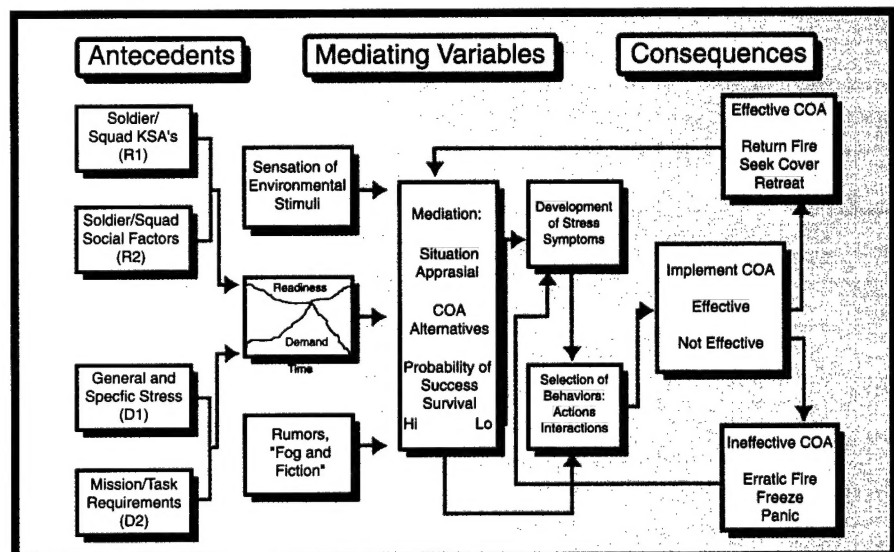 Antecedents
Mediating Variables
Consequences
Soldier/
Squad KSA's
(R1)
Soldier/Squad
Social Factors
(R2)
General and
Specfic Stress
(D1)
Mission/Task
Requirements
(D2)
Sensation of
Environmental
Stimuli
Readiness
Demand
Time
Rumors,
"Fog and
Fiction"
Mediation:
Situation
Apprasial
COA
Alternatives
Probability of
Success
Survival
Hi Lo
Development
of Stress
Symptoms
Selection of
Behaviors:
Actions
Interactions
Implement COA
Effective
Not Effective
Effective COA
Return Fire
Seek Cover
Retreat
Ineffective COA
Erratic Fire
Freeze
Panic